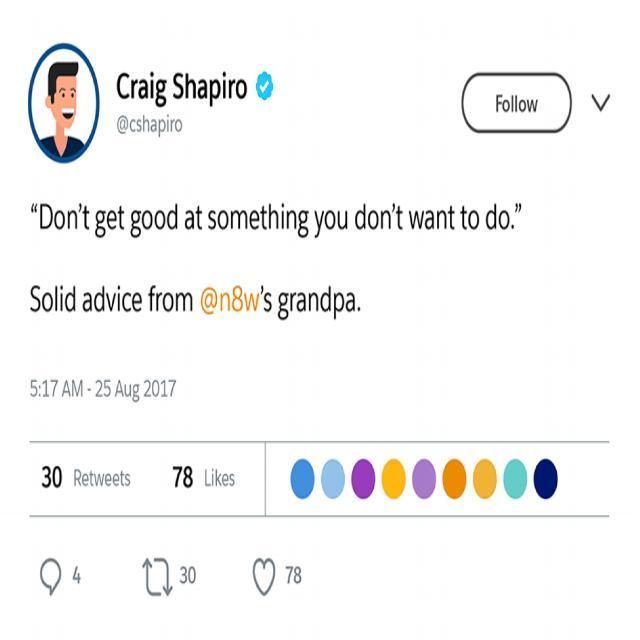 Craig Shapiro
@cshapiro
Follow
“Don’t get good at something you don’t want to do.”
Solid advice from @n8w’s grandpa.
5:17 AM - 25 Aug 2017
30 Retweets 78 Likes
4 30 78